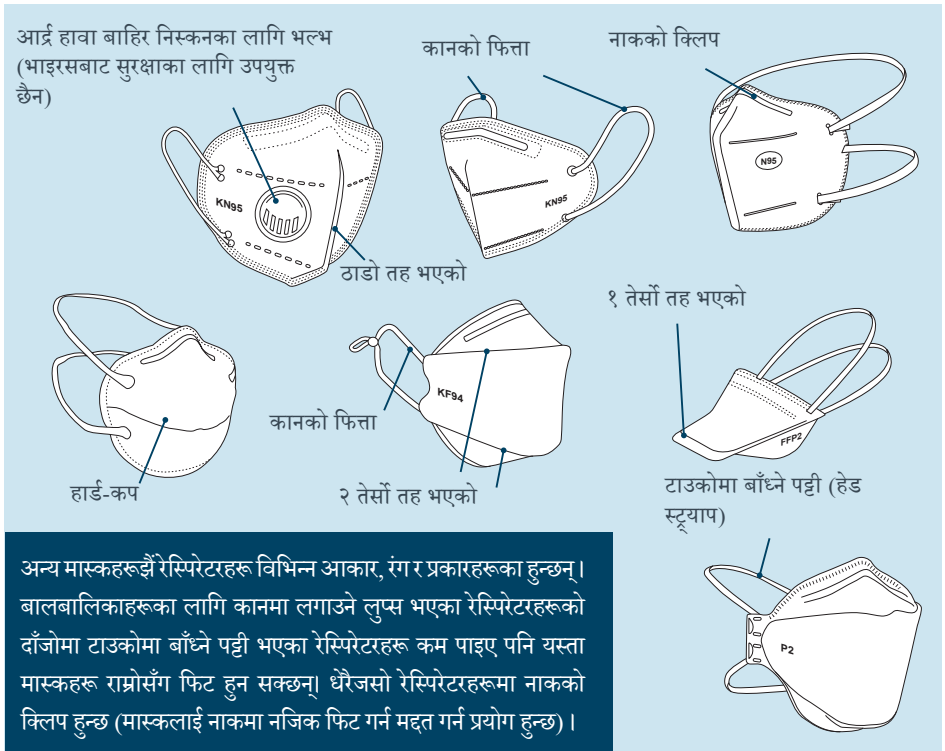 आर्द्र हावा बाहिर निस्कनका लागि भल्भ
(भाइरसबाट सुरक्षाका लागि उपयुक्त
छैन)
कानको फित्ता
नाकको क्लिप
KN95
KN95
N95
ठाडो तह भएको
१ तेर्सो तह भएको
KF94
FFP2
कानको फित्ता
हार्ड-कप
२ तेर्सो तह भएको
टाउकोमा बाँध्ने पट्टी (हेड
स्ट्र्याप)
P2
अन्य मास्कहरूझैं रेस्पिरेटरहरू विभिन्न आकार, रंग र प्रकारहरूका हुन्छन्।
बालबालिकाहरूका लागि कानमा लगाउने लुप्स भएका रेस्पिरेटरहरूको
दाँजोमा टाउकोमा बाँध्ने पट्टी भएका रेस्पिरेटरहरू कम पाइए पनि यस्ता
मास्कहरू राम्रोसँग फिट हुन सक्छन्। धेरैजसो रेस्पिरेटरहरूमा नाकको
क्लिप हुन्छ (मास्कलाई नाकमा नजिक फिट गर्न मद्दत गर्न प्रयोग हुन्छ) ।